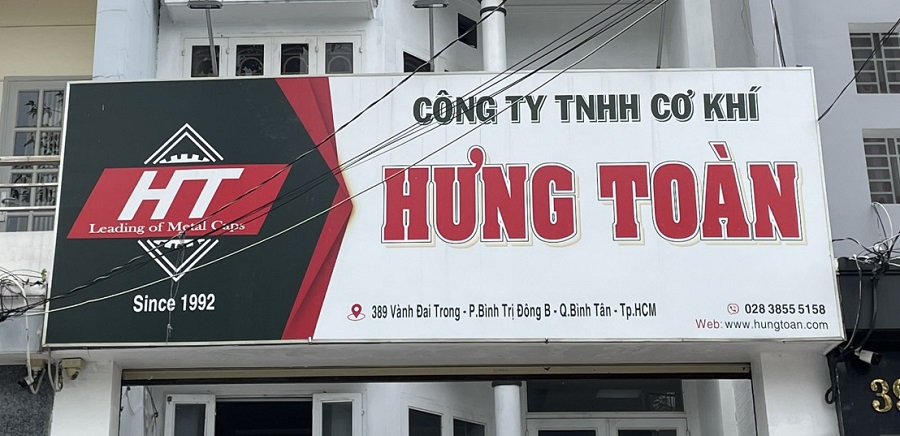 HT
Leading of Metal Caps
Since 1992
CÔNG TY TNHH CƠ KHÍ
HƯNG TOÀN
389 Vành Đai Trong - P.Bình Trị Đông B - Q.Bình Tân - Tp.HCM
028 3855 5158
Web: www.hungtoan.com